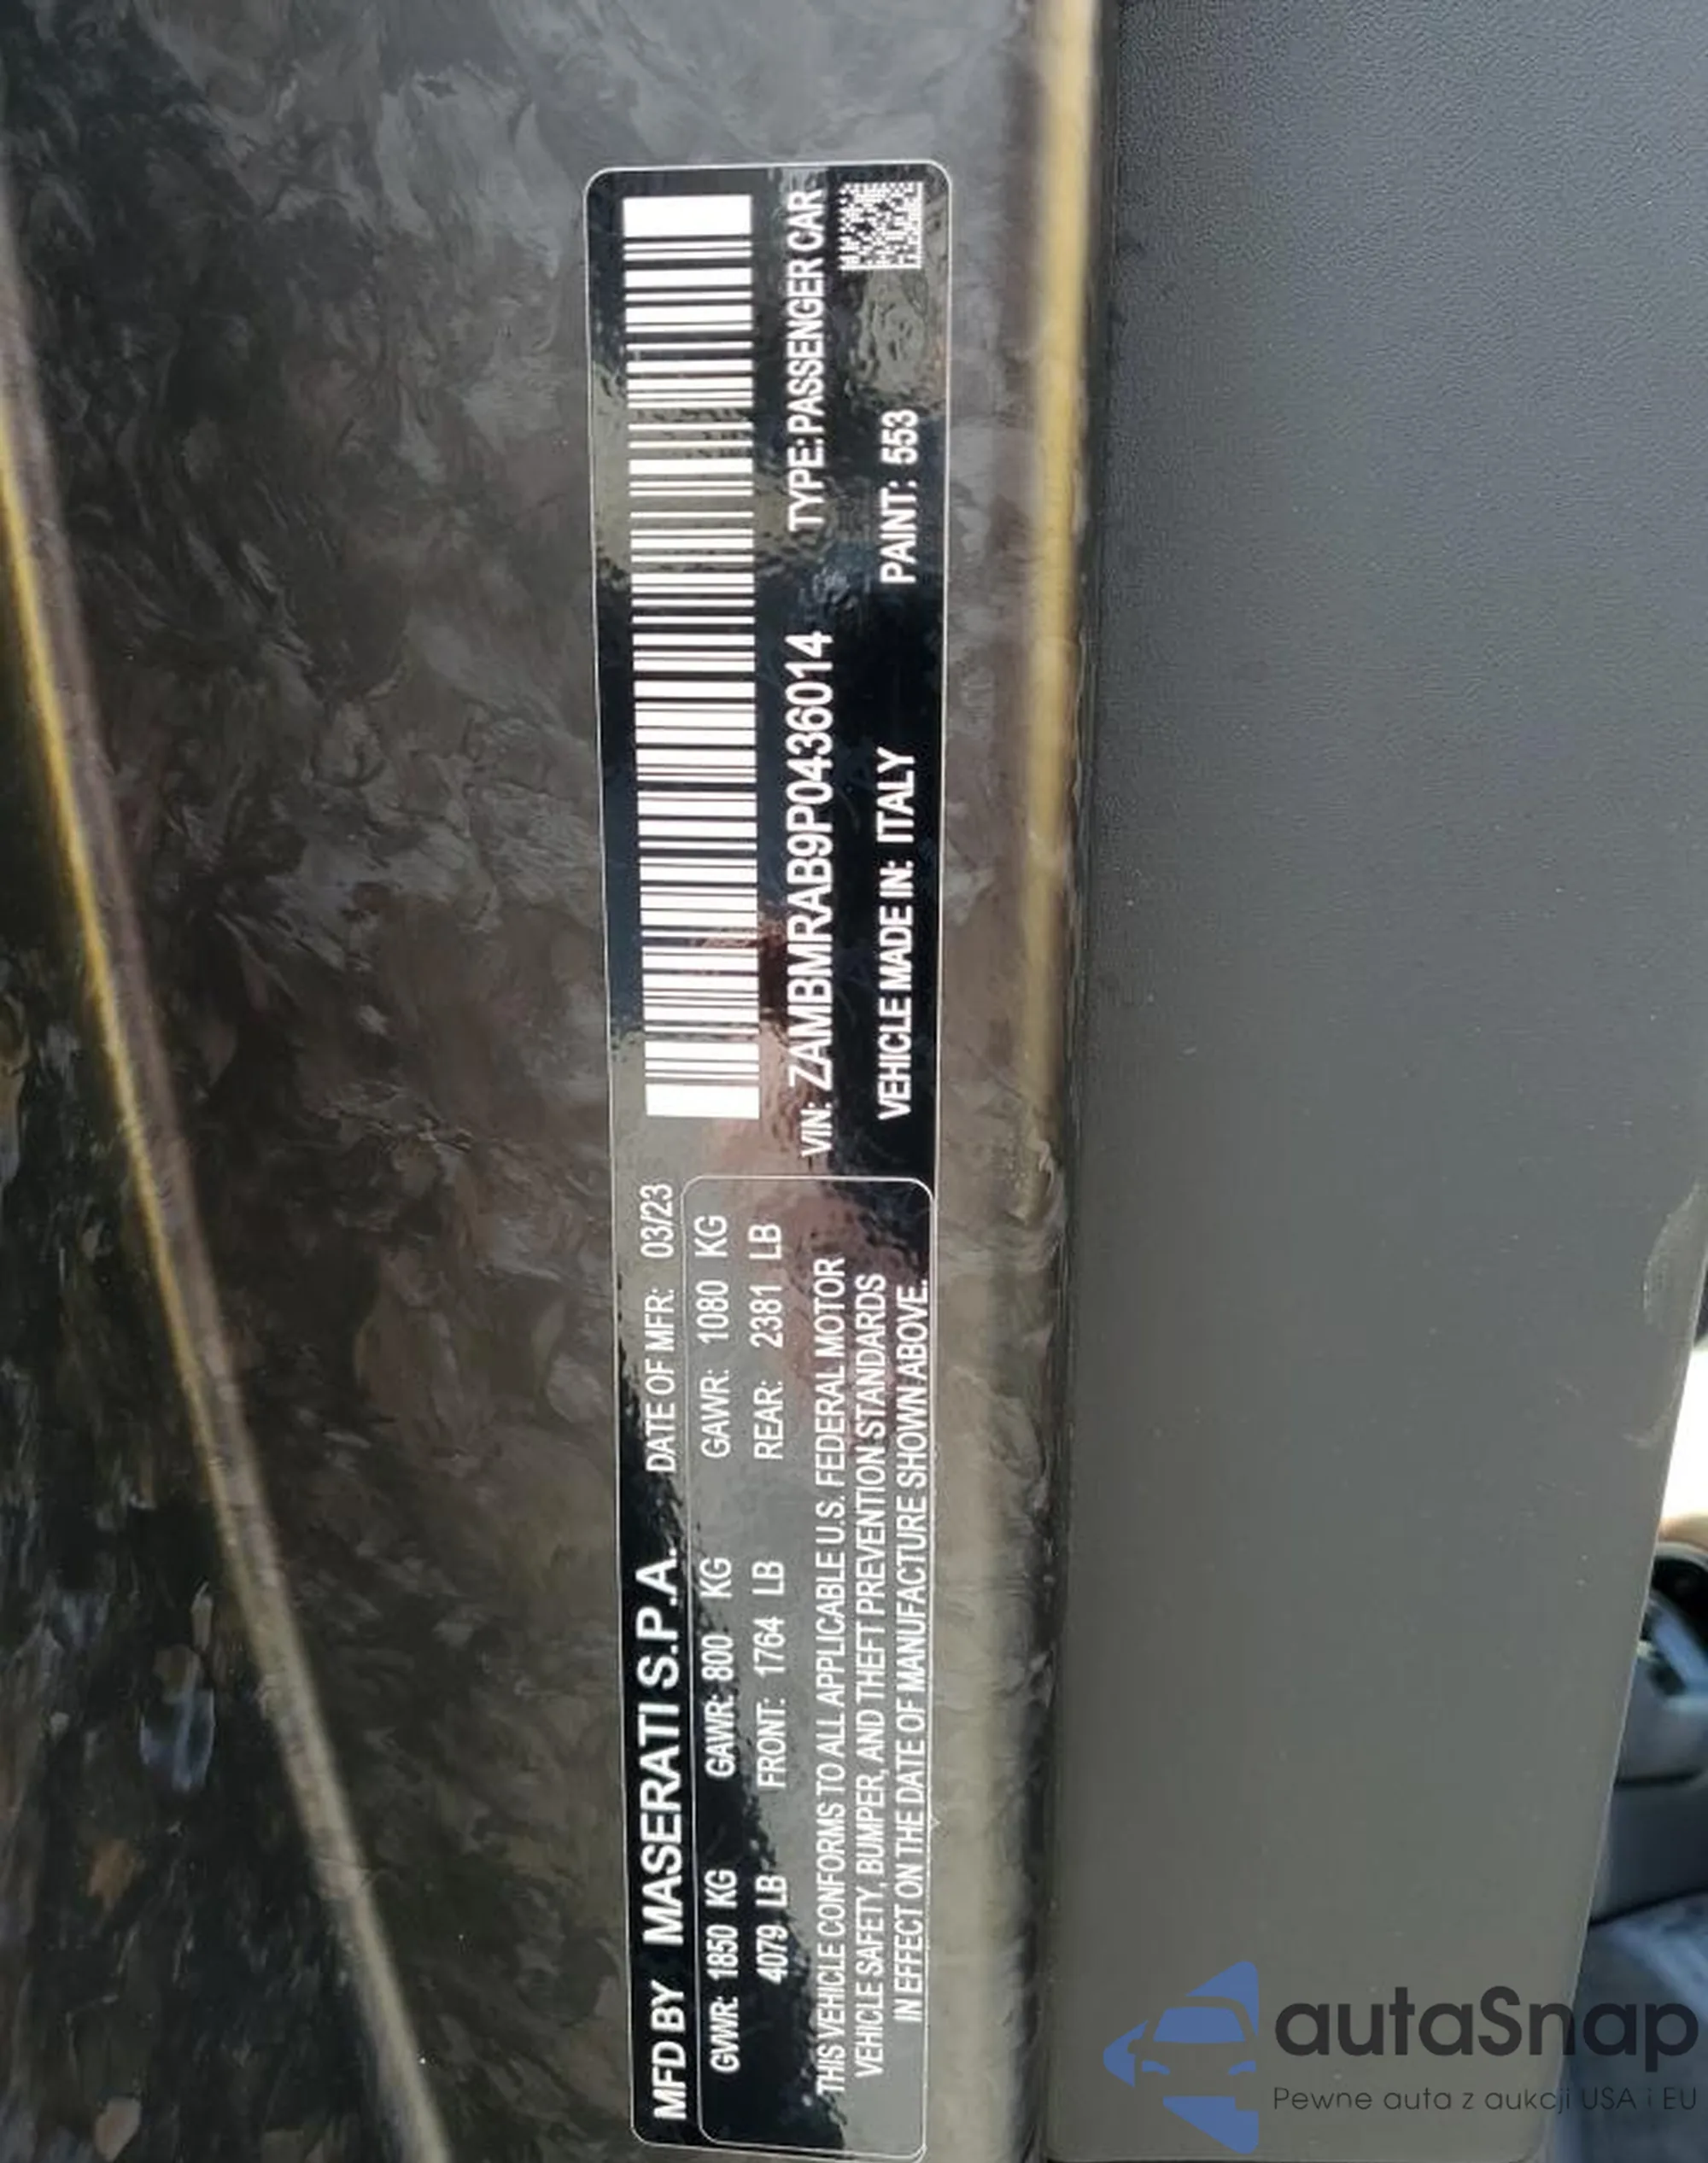 MFD BY MASERATI S.P.A. DATE OF MFR: 03/23
GVWR: 1850 KG GAWR: 800 KG GAWR: 1080 KG
4079 LB FRONT: 1764 LB REAR: 2381 LB
THIS VEHICLE CONFORMS TO ALL APPLICABLE U.S. FEDERAL MOTOR
VEHICLE SAFETY, BUMPER, AND THEFT PREVENTION STANDARDS
IN EFFECT ON THE DATE OF MANUFACTURE SHOWN ABOVE.
VIN: ZAMBMRAB9P0436014 TYPE: PASSENGER CAR
VEHICLE MADE IN: ITALY PAINT: 553
autaSnap
Pewne auta z aukcji USA i EU